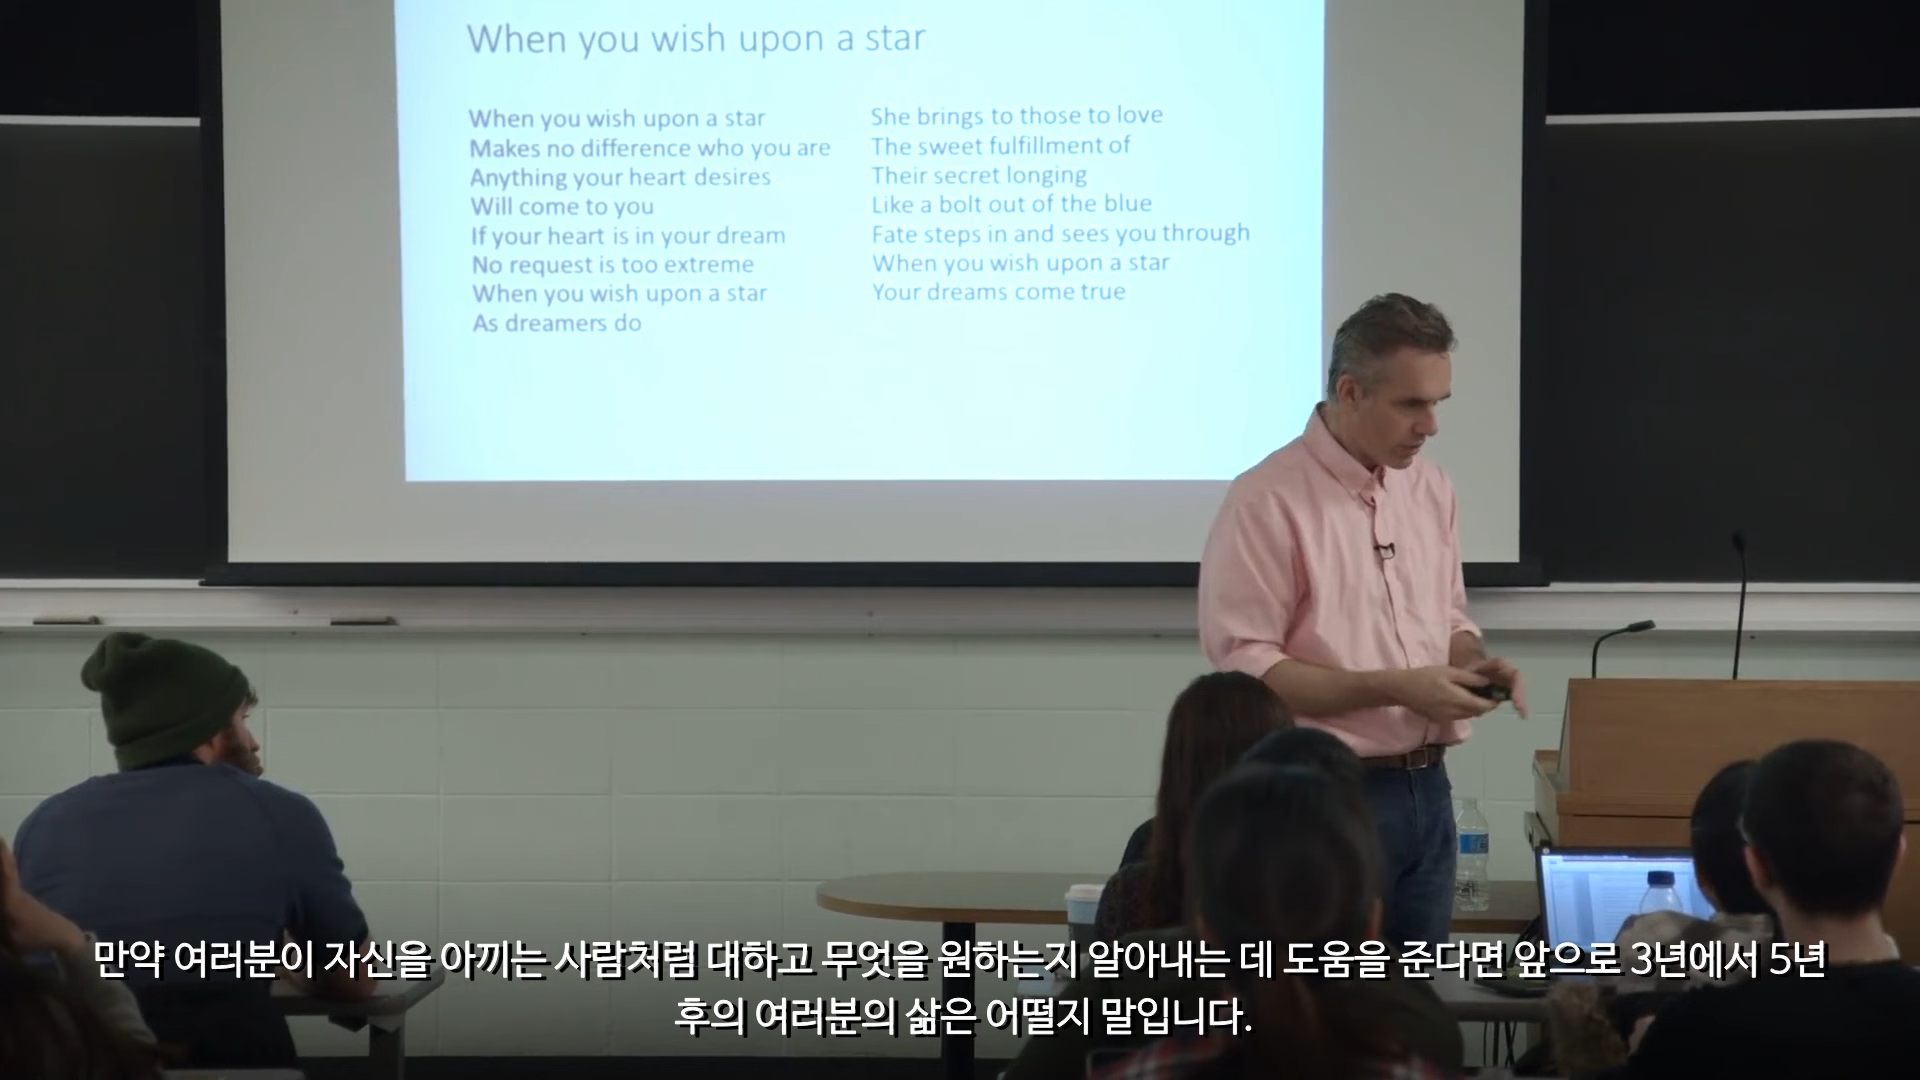 When you wish upon a star
When you wish upon a star
Makes no difference who you are
Anything your heart desires
Will come to you
If your heart is in your dream
No request is too extreme
When you wish upon a star
As dreamers do
She brings to those to love
The sweet fulfillment of
Their secret longing
Like a bolt out of the blue
Fate steps in and sees you through
When you wish upon a star
Your dreams come true
만약 여러분이 자신을 아끼는 사람처럼 대하고 무엇을 원하는지 알아내는 데 도움을 준다면 앞으로 3년에서 5년
후의 여러분의 삶은 어떨지 말입니다.